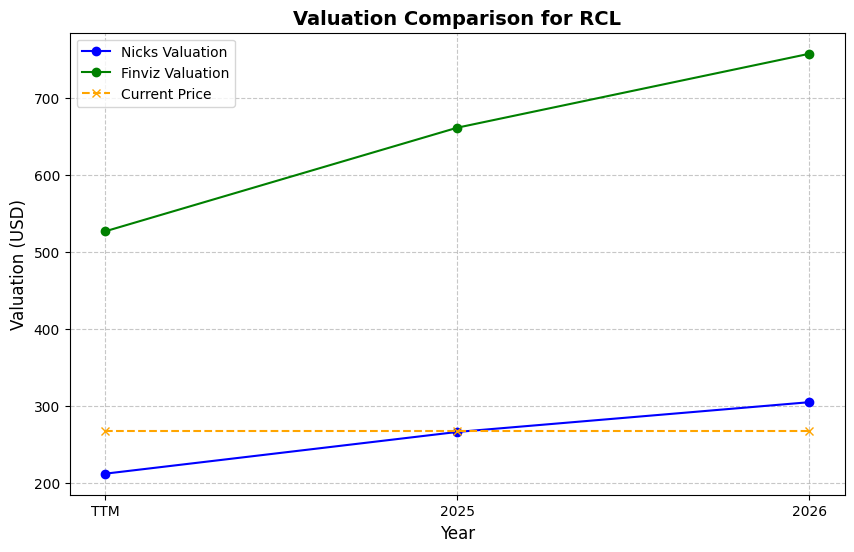 Valuation Comparison for RCL
Nicks Valuation
Finviz Valuation
Current Price
Valuation (USD)
700
600
500
400
300
200
TTM
2025
2026
Year